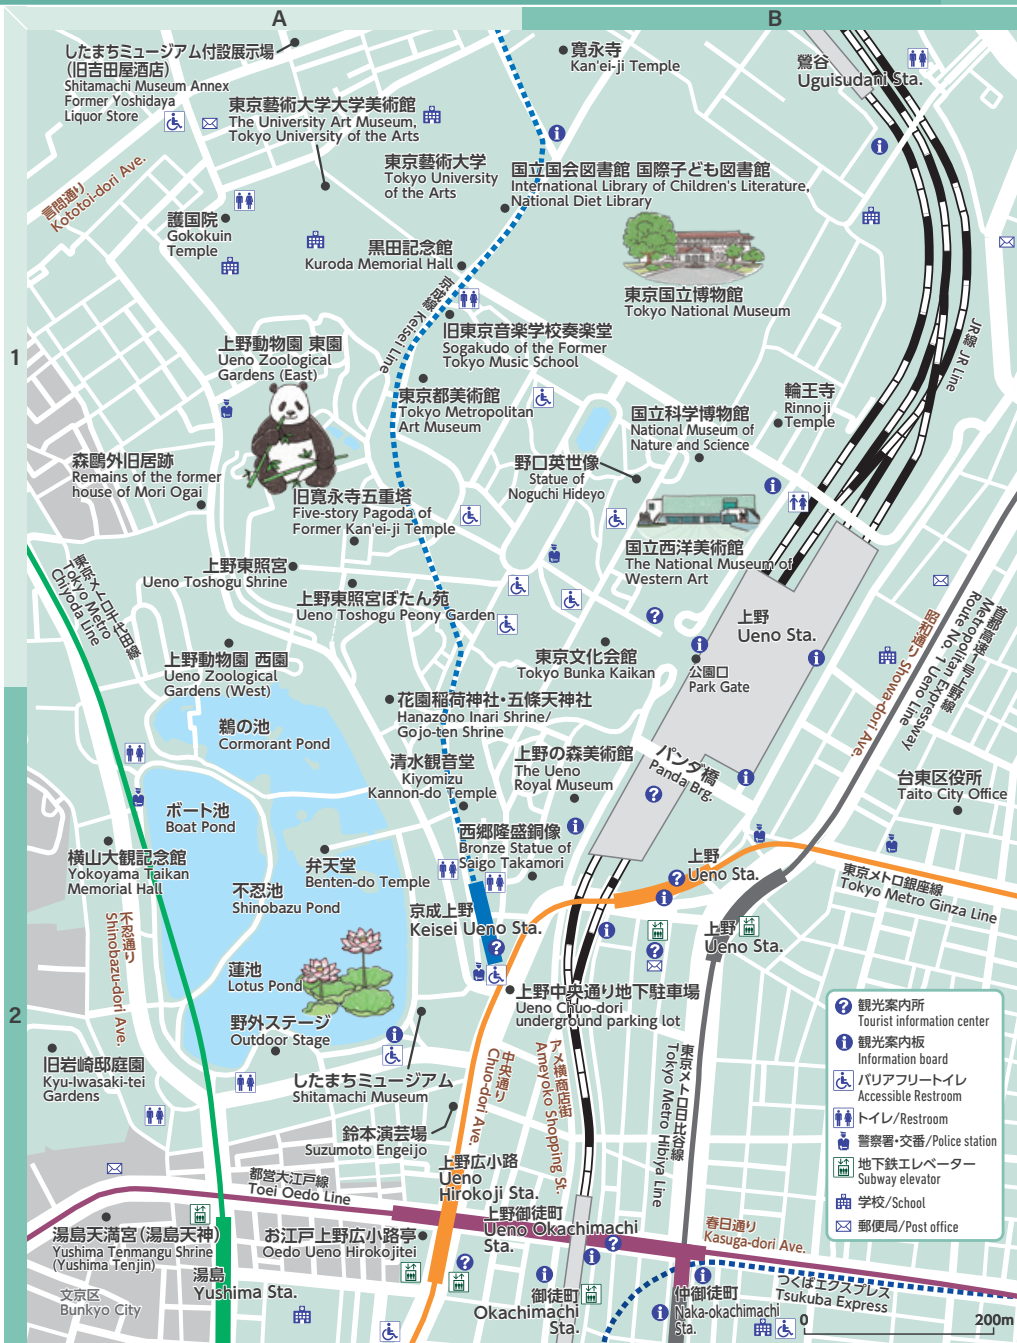 A
B
1
2
したまちミュージアム付設展示場
(旧吉田屋酒店)
Shitamachi Museum Annex
Former Yoshidaya
Liquor Store
東京藝術大学大学美術館
The University Art Museum,
Tokyo University of the Arts
寛永寺
Kan'ei-ji Temple
鶯谷
Uguisudani Sta.
言問通り
Kototoi-dori Ave.
東京藝術大学
Tokyo University
of the Arts
国立国会図書館 国際子ども図書館
International Library of Children's Literature,
National Diet Library
護国院
Gokokuin
Temple
黒田記念館
Kuroda Memorial Hall
京成線 Keisei Line
東京国立博物館
Tokyo National Museum
旧東京音楽学校奏楽堂
Sogakudo of the Former
Tokyo Music School
JR線 JR Line
上野動物園 東園
Ueno Zoological
Gardens (East)
東京都美術館
Tokyo Metropolitan
Art Museum
輪王寺
Rinnoji
Temple
国立科学博物館
National Museum of
Nature and Science
森鷗外旧居跡
Remains of the former
house of Mori Ogai
野口英世像
Statue of
Noguchi Hideyo
旧寛永寺五重塔
Five-story Pagoda of
Former Kan'ei-ji Temple
国立西洋美術館
The National Museum of
Western Art
上野東照宮
Ueno Toshogu Shrine
上野東照宮ぼたん苑
Ueno Toshogu Peony Garden
東京メトロ千代田線
Tokyo Metro
Chiyoda Line
上野
Ueno Sta.
首都高速1号上野線
Metropolitan Expressway
Route No. 1 Ueno Line
昭和通り Showa-dori Ave.
上野動物園 西園
Ueno Zoological
Gardens (West)
東京文化会館
Tokyo Bunka Kaikan
公園口
Park Gate
花園稲荷神社・五條天神社
Hanazono Inari Shrine/
Gojo-ten Shrine
鵜の池
Cormorant Pond
清水観音堂
Kiyomizu
Kannon-do Temple
上野の森美術館
The Ueno
Royal Museum
パンダ橋
Panda Brg.
台東区役所
Taito City Office
ボート池
Boat Pond
西郷隆盛銅像
Bronze Statue of
Saigo Takamori
横山大観記念館
Yokoyama Taikan
Memorial Hall
弁天堂
Benten-do Temple
上野
Ueno Sta.
東京メトロ銀座線
Tokyo Metro Ginza Line
不忍池
Shinobazu Pond
京成上野
Keisei Ueno Sta.
上野
Ueno Sta.
不忍通り
Shinobazu-dori Ave.
蓮池
Lotus Pond
上野中央通り地下駐車場
Ueno Chuo-dori
underground parking lot
野外ステージ
Outdoor Stage
旧岩崎邸庭園
Kyu-Iwasaki-tei
Gardens
したまちミュージアム
Shitamachi Museum
中央通り
Chuo-dori Ave.
アメ横商店街
Ameyoko Shopping St.
東京メトロ日比谷線
Tokyo Metro Hibiya Line
鈴本演芸場
Suzumoto Engeijo
上野広小路
Ueno
Hirokoji Sta.
都営大江戸線
Toei Oedo Line
上野御徒町
Ueno Okachimachi
Sta.
春日通り
Kasuga-dori Ave.
湯島天満宮(湯島天神)
Yushima Tenmangu Shrine
(Yushima Tenjin)
お江戸上野広小路亭
Oedo Ueno Hirokojitei
湯島
Yushima Sta.
文京区
Bunkyo City
御徒町
Okachimachi
Sta.
仲御徒町
Naka-okachimachi
Sta.
つくばエクスプレス
Tsukuba Express
観光案内所
Tourist information center
観光案内板
Information board
バリアフリートイレ
Accessible Restroom
トイレ/Restroom
警察署・交番/Police station
地下鉄エレベーター
Subway elevator
学校/School
郵便局/Post office
0
200m